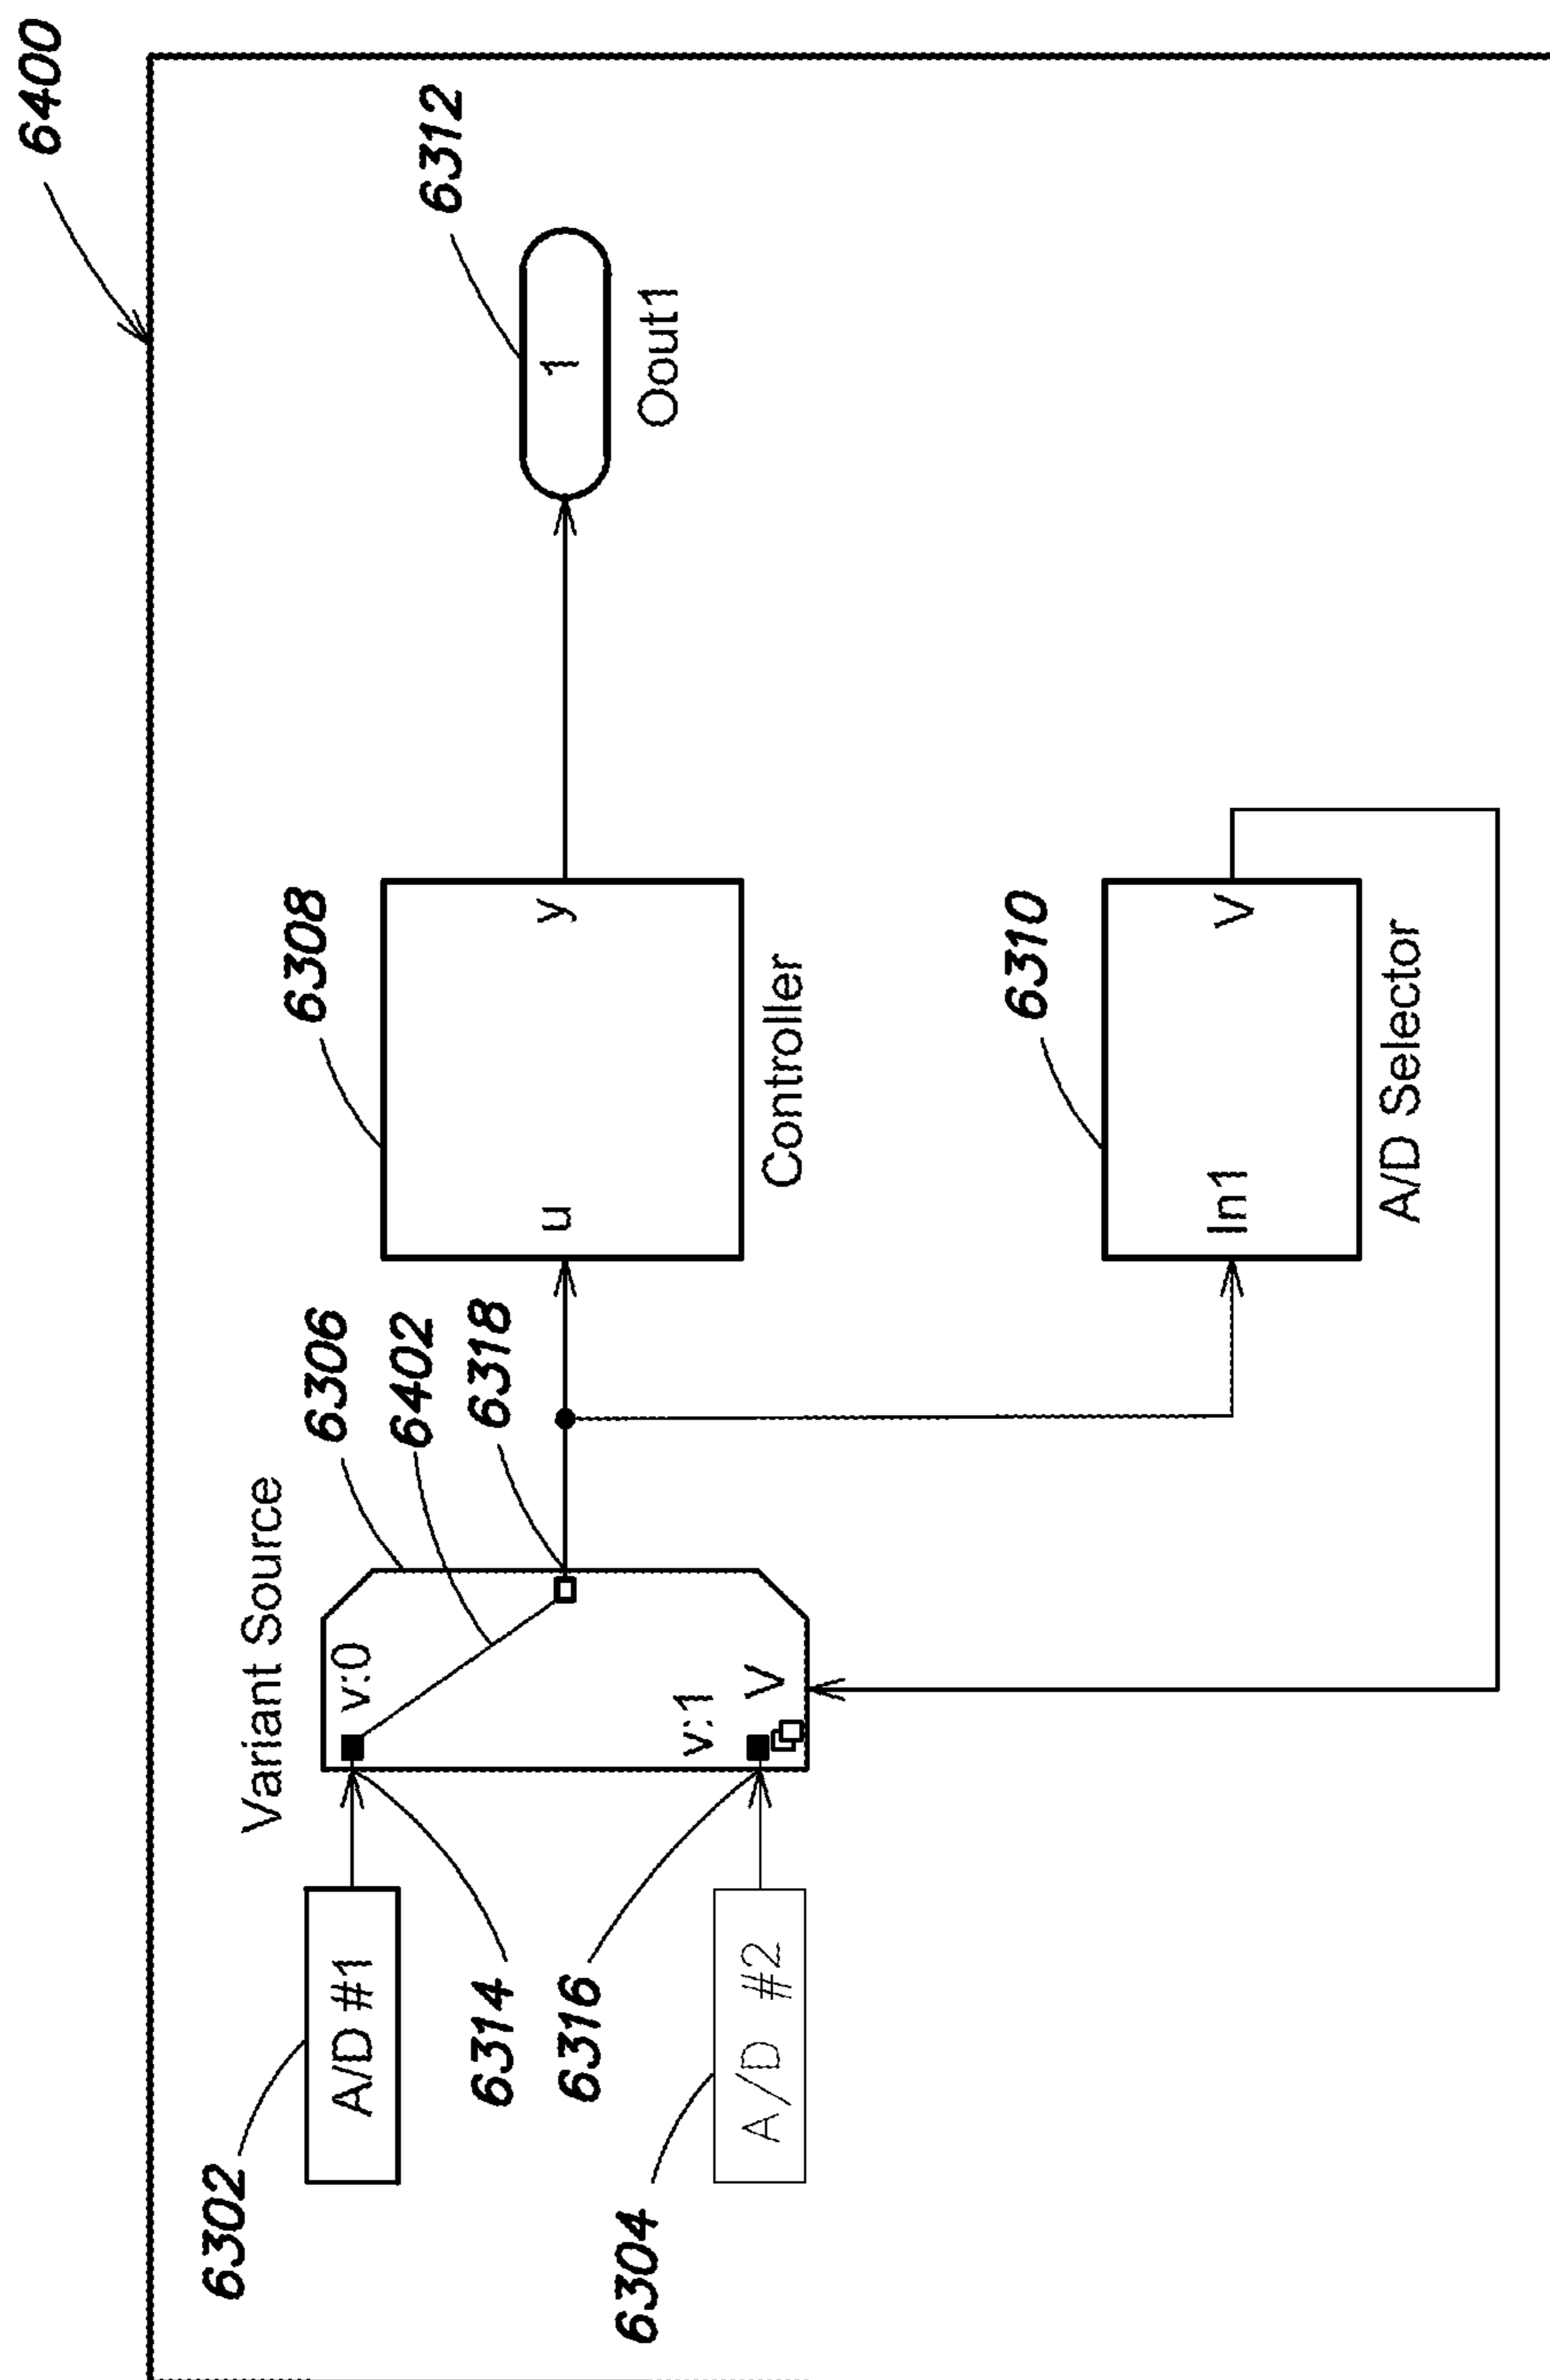 6400
6312
1
Oout1
6308
u
y
Controller
6310
In1
V
A/D Selector
Variant Source
6306
6402
6318
v:0
v:1
V
6302
A/D #1
6314
6316
6304
A/D #2